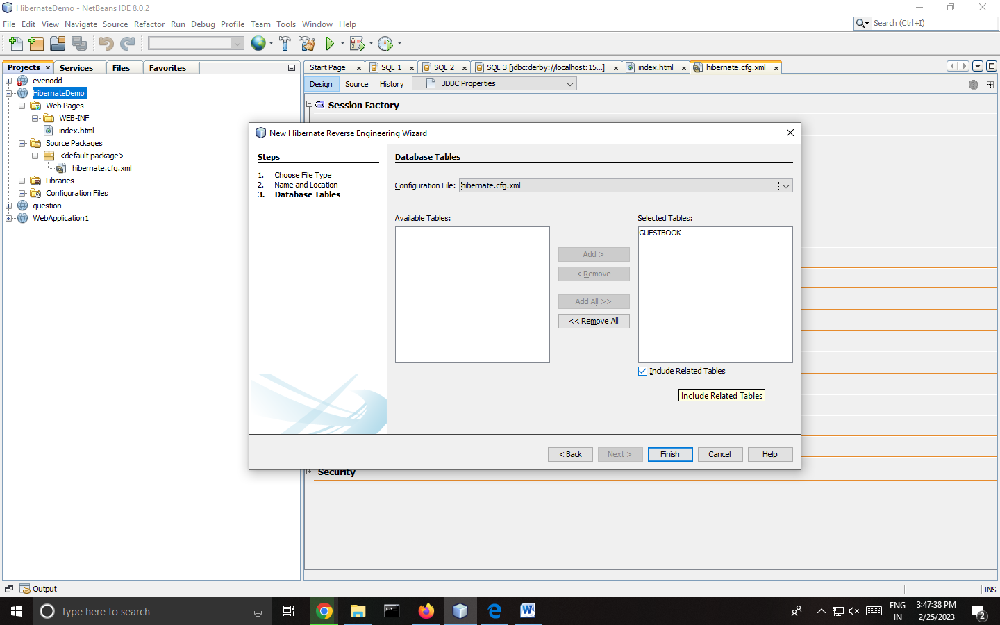 HibernateDemo - NetBeans IDE 8.0.2
File Edit View Navigate Source Refactor Run Debug Profile Team Tools Window Help
Search (Ctrl+I)
Projects Services Files Favorites
Start Page SQL 1 SQL 2 SQL 3 [jdbc:derby://localhost:15...] index.html hibernate.cfg.xml
Design Source History JDBC Properties
evenodd
HibernateDemo
Web Pages
WEB-INF
index.html
Source Packages
<default package>
hibernate.cfg.xml
Libraries
Configuration Files
question
WebApplication1
Session Factory
New Hibernate Reverse Engineering Wizard
Steps
1. Choose File Type
2. Name and Location
3. Database Tables
Database Tables
Configuration File: hibernate.cfg.xml
Available Tables:
Selected Tables:
GUESTBOOK
Add >
< Remove
Add All >>
<< Remove All
Include Related Tables
Include Related Tables
< Back Next > Finish Cancel Help
Security
Output
INS
Type here to search
ENG
IN
3:47:38 PM
2/25/2023
2